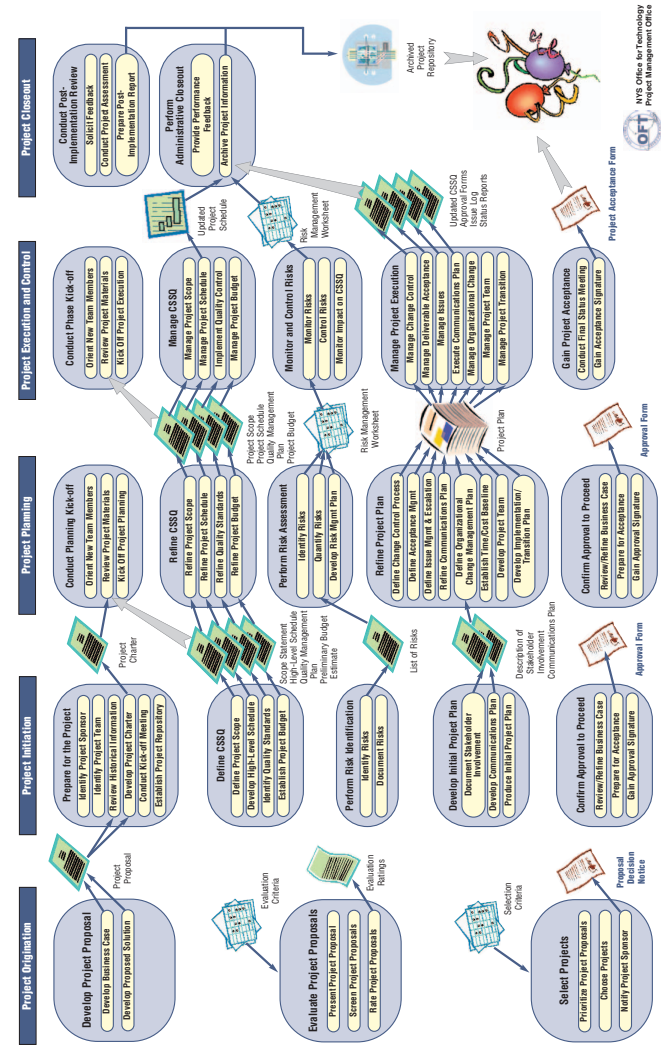 Project Origination
Develop Project Proposal
Develop Business Case
Develop Proposed Solution
Project
Proposal
Evaluation
Criteria
Evaluate Project Proposals
Present Project Proposal
Screen Project Proposals
Rate Project Proposals
Evaluation
Ratings
Selection
Criteria
Select Projects
Prioritize Project Proposals
Choose Projects
Notify Project Sponsor
Proposal
Decision
Notice
Project Initiation
Prepare for the Project
Identify Project Sponsor
Identify Project Team
Review Historical Information
Develop Project Charter
Conduct Kick-off Meeting
Establish Project Repository
Project
Charter
Define CSSQ
Define Project Scope
Develop High-Level Schedule
Identify Quality Standards
Establish Project Budget
Scope Statement
High-Level Schedule
Quality Management
Plan
Preliminary Budget
Estimate
Perform Risk Identification
Identify Risks
Document Risks
List of Risks
Develop Initial Project Plan
Document Stakeholder
Involvement
Develop Communications Plan
Produce Initial Project Plan
Description of
Stakeholder
Involvement
Communications Plan
Confirm Approval to Proceed
Review/Refine Business Case
Prepare for Acceptance
Gain Approval Signature
Approval Form
Project Planning
Conduct Planning Kick-off
Orient New Team Members
Review Project Materials
Kick Off Project Planning
Refine CSSQ
Refine Project Scope
Refine Project Schedule
Refine Quality Standards
Refine Project Budget
Project Scope
Project Schedule
Quality Management
Plan
Project Budget
Perform Risk Assessment
Identify Risks
Quantify Risks
Develop Risk Mgmt Plan
Risk Management
Worksheet
Refine Project Plan
Define Change Control Process
Define Acceptance Mgmt
Define Issue Mgmt & Escalation
Refine Communications Plan
Define Organizational
Change Management Plan
Establish Time/Cost Baseline
Develop Project Team
Develop Implementation/
Transition Plan
Project Plan
Confirm Approval to Proceed
Review/Refine Business Case
Prepare for Acceptance
Gain Approval Signature
Approval Form
Project Execution and Control
Conduct Phase Kick-off
Orient New Team Members
Review Project Materials
Kick Off Project Execution
Manage CSSQ
Manage Project Scope
Manage Project Schedule
Implement Quality Control
Manage Project Budget
Updated
Project
Schedule
Monitor and Control Risks
Monitor Risks
Control Risks
Monitor Impact on CSSQ
Risk
Management
Worksheet
Manage Project Execution
Manage Change Control
Manage Deliverable Acceptance
Manage Issues
Execute Communications Plan
Manage Organizational Change
Manage Project Team
Manage Project Transition
Updated CSSQ
Approval Forms
Issue Log
Status Reports
Gain Project Acceptance
Conduct Final Status Meeting
Gain Acceptance Signature
Project Acceptance Form
Project Closeout
Conduct Post-
Implementation Review
Solicit Feedback
Conduct Project Assessment
Prepare Post-
Implementation Report
Perform
Administrative Closeout
Provide Performance
Feedback
Archive Project Information
Archived
Project
Repository
OFT
NYS Office for Technology
Project Management Office